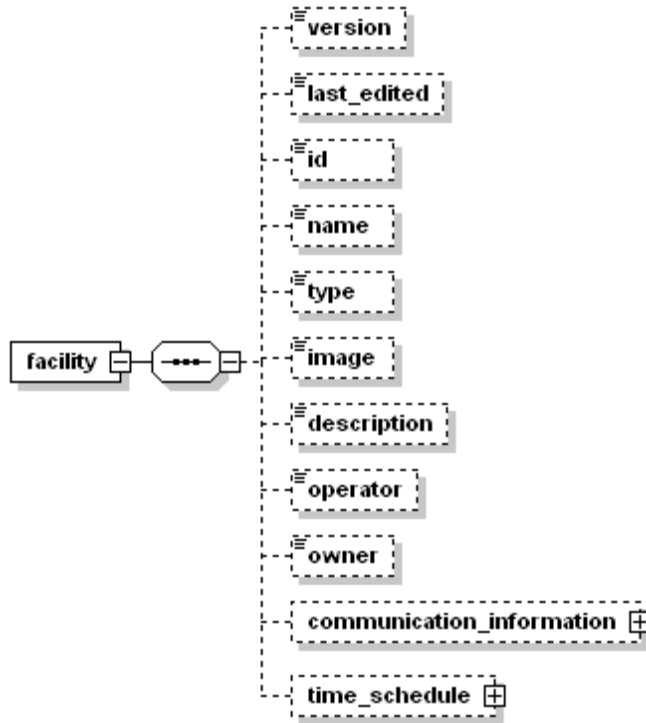 version
last_edited
id
name
type
image
facility
description
operator
owner
communication_information
time_schedule